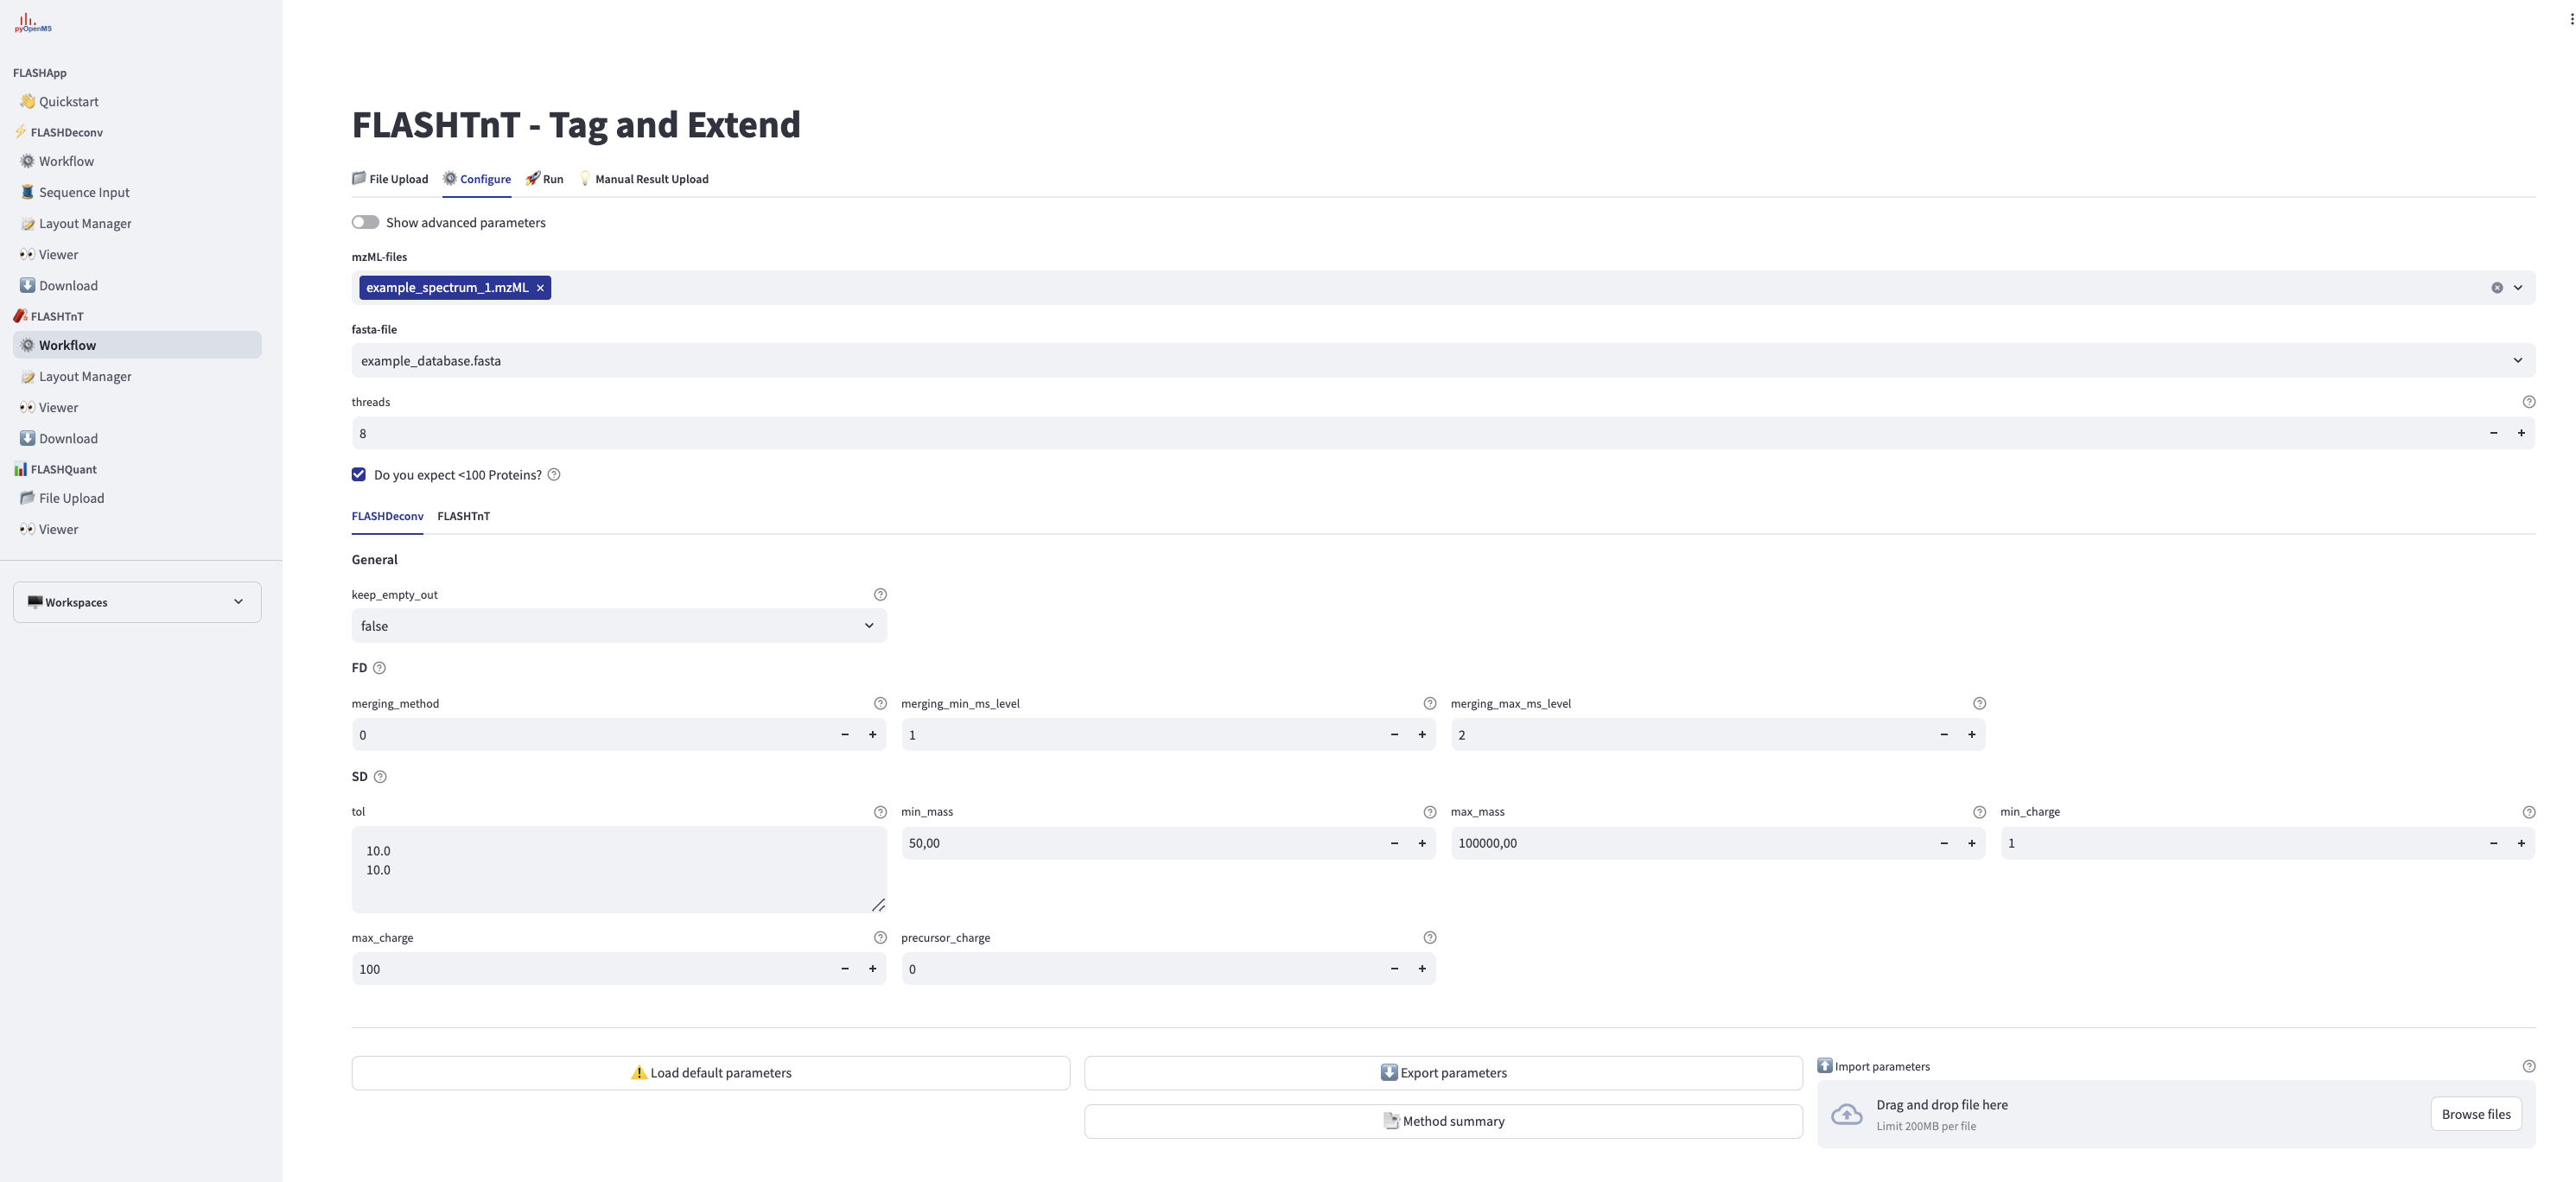 pyOpenMS
FLASHApp
Quickstart
FLASHDeconv
Workflow
Sequence Input
Layout Manager
Viewer
Download
FLASHTnT
Workflow
Layout Manager
Viewer
Download
FLASHQuant
File Upload
Viewer
Workspaces
FLASHTnT - Tag and Extend
File Upload Configure Run Manual Result Upload
Show advanced parameters
mzML-files
example_spectrum_1.mzML
fasta-file
example_database.fasta
threads
8
Do you expect <100 Proteins?
FLASHDeconv FLASHTnT
General
keep_empty_out
false
FD
merging_method merging_min_ms_level merging_max_ms_level
0 1 2
SD
tol min_mass max_mass min_charge
10.0 50,00 100000,00 1
10.0
max_charge precursor_charge
100 0
Load default parameters Export parameters Import parameters
Method summary
Drag and drop file here
Limit 200MB per file
Browse files